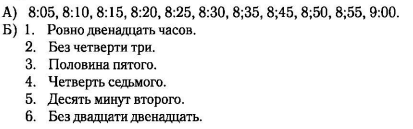 А) 8:05, 8:10, 8:15, 8:20, 8:25, 8:30, 8;35, 8;45, 8;50, 8;55, 9:00.
Б) 1. Ровно двенадцать часов.
2. Без четверти три.
3. Половина пятого.
4. Четверть седьмого.
5. Десять минут второго.
6. Без двадцати двенадцать.